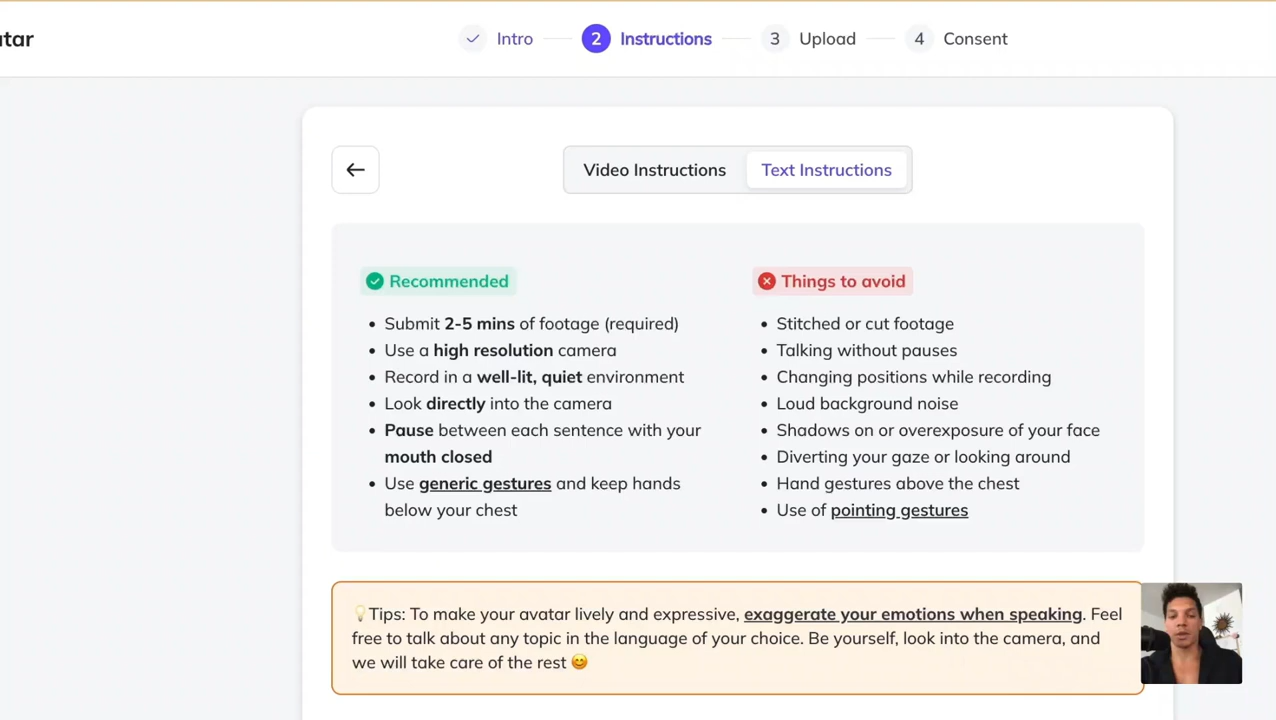 atar
Intro
2 Instructions
3 Upload
4 Consent
Video Instructions
Text Instructions
Recommended
• Submit 2-5 mins of footage (required)
• Use a high resolution camera
• Record in a well-lit, quiet environment
• Look directly into the camera
• Pause between each sentence with your
mouth closed
• Use generic gestures and keep hands
below your chest
Things to avoid
• Stitched or cut footage
• Talking without pauses
• Changing positions while recording
• Loud background noise
• Shadows on or overexposure of your face
• Diverting your gaze or looking around
• Hand gestures above the chest
• Use of pointing gestures
💡Tips: To make your avatar lively and expressive, exaggerate your emotions when speaking. Feel
free to talk about any topic in the language of your choice. Be yourself, look into the camera, and
we will take care of the rest 😊